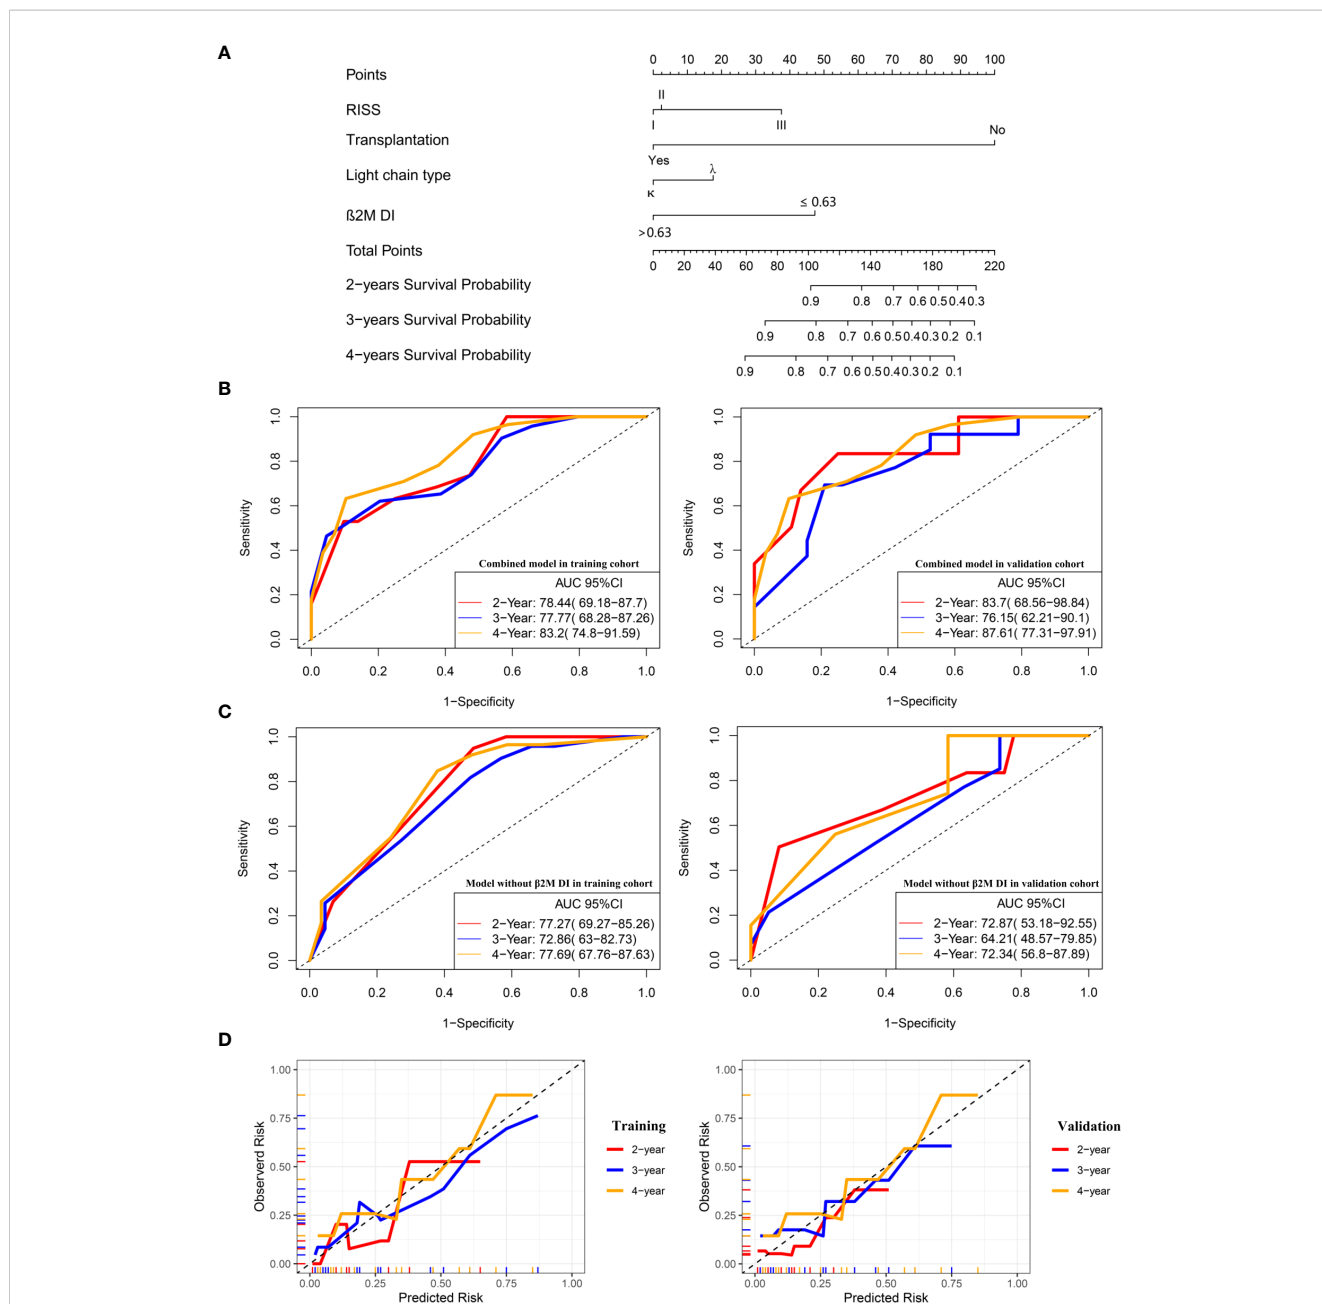 A
Points
0 10 20 30 40 50 60 70 80 90 100
II
RISS
I III
Transplantation
No
Yes
Light chain type
λ
κ
ß2M DI
≤ 0.63
>0.63
Total Points
0 20 40 60 80 100 120 140 160 180 200 220
2−years Survival Probability
0.9 0.8 0.7 0.6 0.5 0.4 0.3
3−years Survival Probability
0.9 0.8 0.7 0.6 0.5 0.4 0.3 0.2 0.1
4−years Survival Probability
0.9 0.8 0.7 0.6 0.5 0.4 0.3 0.2 0.1
B
Sensitivity
1.0
0.8
0.6
0.4
0.2
0.0
Combined model in training cohort
AUC 95%CI
2−Year: 78.44( 69.18−87.7)
3−Year: 77.77( 68.28−87.26)
4−Year: 83.2( 74.8−91.59)
0.0 0.2 0.4 0.6 0.8 1.0
1−Specificity
Sensitivity
1.0
0.8
0.6
0.4
0.2
0.0
Combined model in validation cohort
AUC 95%CI
2−Year: 83.7( 68.56−98.84)
3−Year: 76.15( 62.21−90.1)
4−Year: 87.61( 77.31−97.91)
0.0 0.2 0.4 0.6 0.8 1.0
1−Specificity
C
Sensitivity
1.0
0.8
0.6
0.4
0.2
0.0
Model without β2M DI in training cohort
AUC 95%CI
2−Year: 77.27( 69.27−85.26)
3−Year: 72.86( 63−82.73)
4−Year: 77.69( 67.76−87.63)
0.0 0.2 0.4 0.6 0.8 1.0
1−Specificity
Sensitivity
1.0
0.8
0.6
0.4
0.2
0.0
Model without β2M DI in validation cohort
AUC 95%CI
2−Year: 72.87( 53.18−92.55)
3−Year: 64.21( 48.57−79.85)
4−Year: 72.34( 56.8−87.89)
0.0 0.2 0.4 0.6 0.8 1.0
1−Specificity
D
Observerd Risk
1.00
0.75
0.50
0.25
0.00
0.00 0.25 0.50 0.75 1.00
Predicted Risk
Training
2−year
3−year
4−year
Observerd Risk
1.00
0.75
0.50
0.25
0.00
0.00 0.25 0.50 0.75 1.00
Predicted Risk
Validation
2−year
3−year
4−year